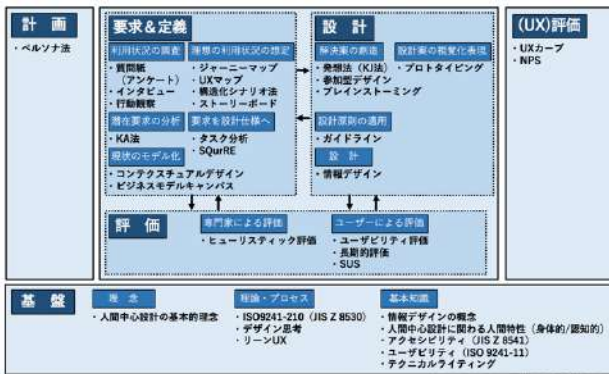 計画
・ペルソナ法
要求＆定義
利用状況の調査
・質問紙
（アンケート）
・インタビュー
・行動観察
理想の利用状況の想定
・ジャーニーマップ
・UXマップ
・構造化シナリオ法
・ストーリーボード
潜在要求の分析
・KA法
要求を設計仕様へ
・タスク分析
・SQuRE
現状のモデル化
・コンテクスチュアルデザイン
・ビジネスモデルキャンバス
設計
解決案の創造
・発想法（KJ法）
・参加型デザイン
・ブレインストーミング
設計案の視覚化表現
・プロトタイピング
設計原則の適用
・ガイドライン
設計
・情報デザイン
評価
専門家による評価
・ヒューリスティック評価
ユーザーによる評価
・ユーザビリティ評価
・長期的評価
・SUS
(UX)評価
・UXカーブ
・NPS
基盤
理念
・人間中心設計の基本的理念
理論・プロセス
・ISO9241-210（JIS Z 8530）
・デザイン思考
・リーンUX
基本知識
・情報デザインの概念
・人間中心設計に関わる人間特性（身体的/認知的）
・アクセシビリティ（JIS Z 8541）
・ユーザビリティ（ISO 9241-11）
・テクニカルライティング